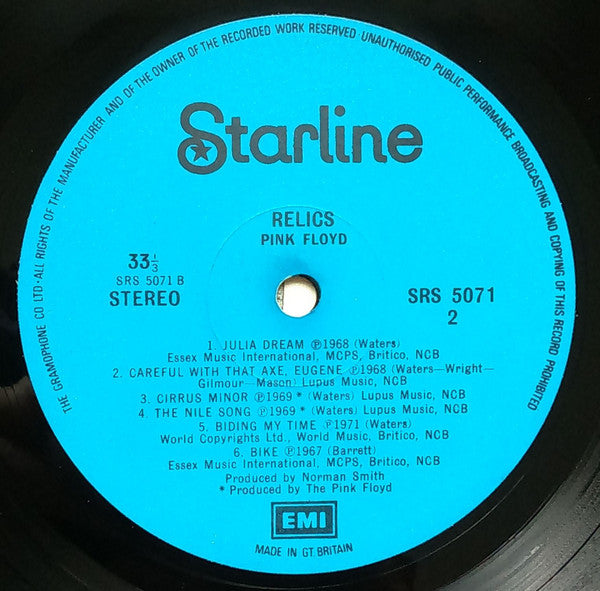 THE GRAMOPHONE CO LTD · ALL RIGHTS OF THE MANUFACTURER AND OF THE OWNER OF THE RECORDED WORK RESERVED UNAUTHORISED PUBLIC PERFORMANCE BROADCASTING AND COPYING OF THIS RECORD PROHIBITED
Starline
RELICS
PINK FLOYD
33⅓
SRS 5071 B
STEREO
SRS 5071
2
1. JULIA DREAM ℗1968 (Waters)
Essex Music International, MCPS, Britico, NCB
2. CAREFUL WITH THAT AXE, EUGENE ℗1968 (Waters—Wright—
Gilmour—Mason) Lupus Music, NCB
3. CIRRUS MINOR ℗1969 * (Waters) Lupus Music, NCB
4. THE NILE SONG ℗1969 * (Waters) Lupus Music, NCB
5. BIDING MY TIME ℗1971 (Waters)
World Copyrights Ltd., World Music, Britico, NCB
6. BIKE ℗1967 (Barrett)
Essex Music International, MCPS, Britico, NCB
Produced by Norman Smith
* Produced by The Pink Floyd
EMI
MADE IN GT. BRITAIN